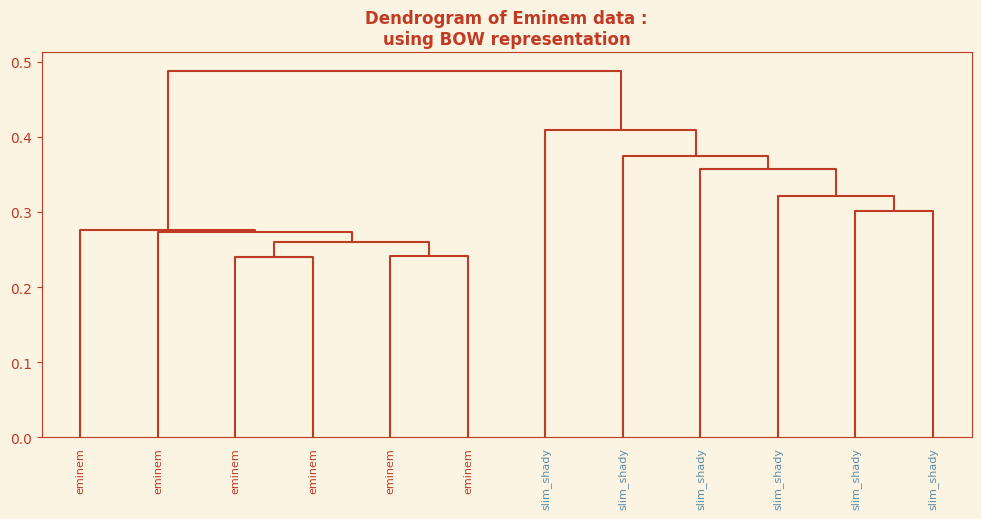 Dendrogram of Eminem data :
using BOW representation
0.5
0.4
0.3
0.2
0.1
0.0
eminem
eminem
eminem
eminem
eminem
eminem
slim_shady
slim_shady
slim_shady
slim_shady
slim_shady
slim_shady